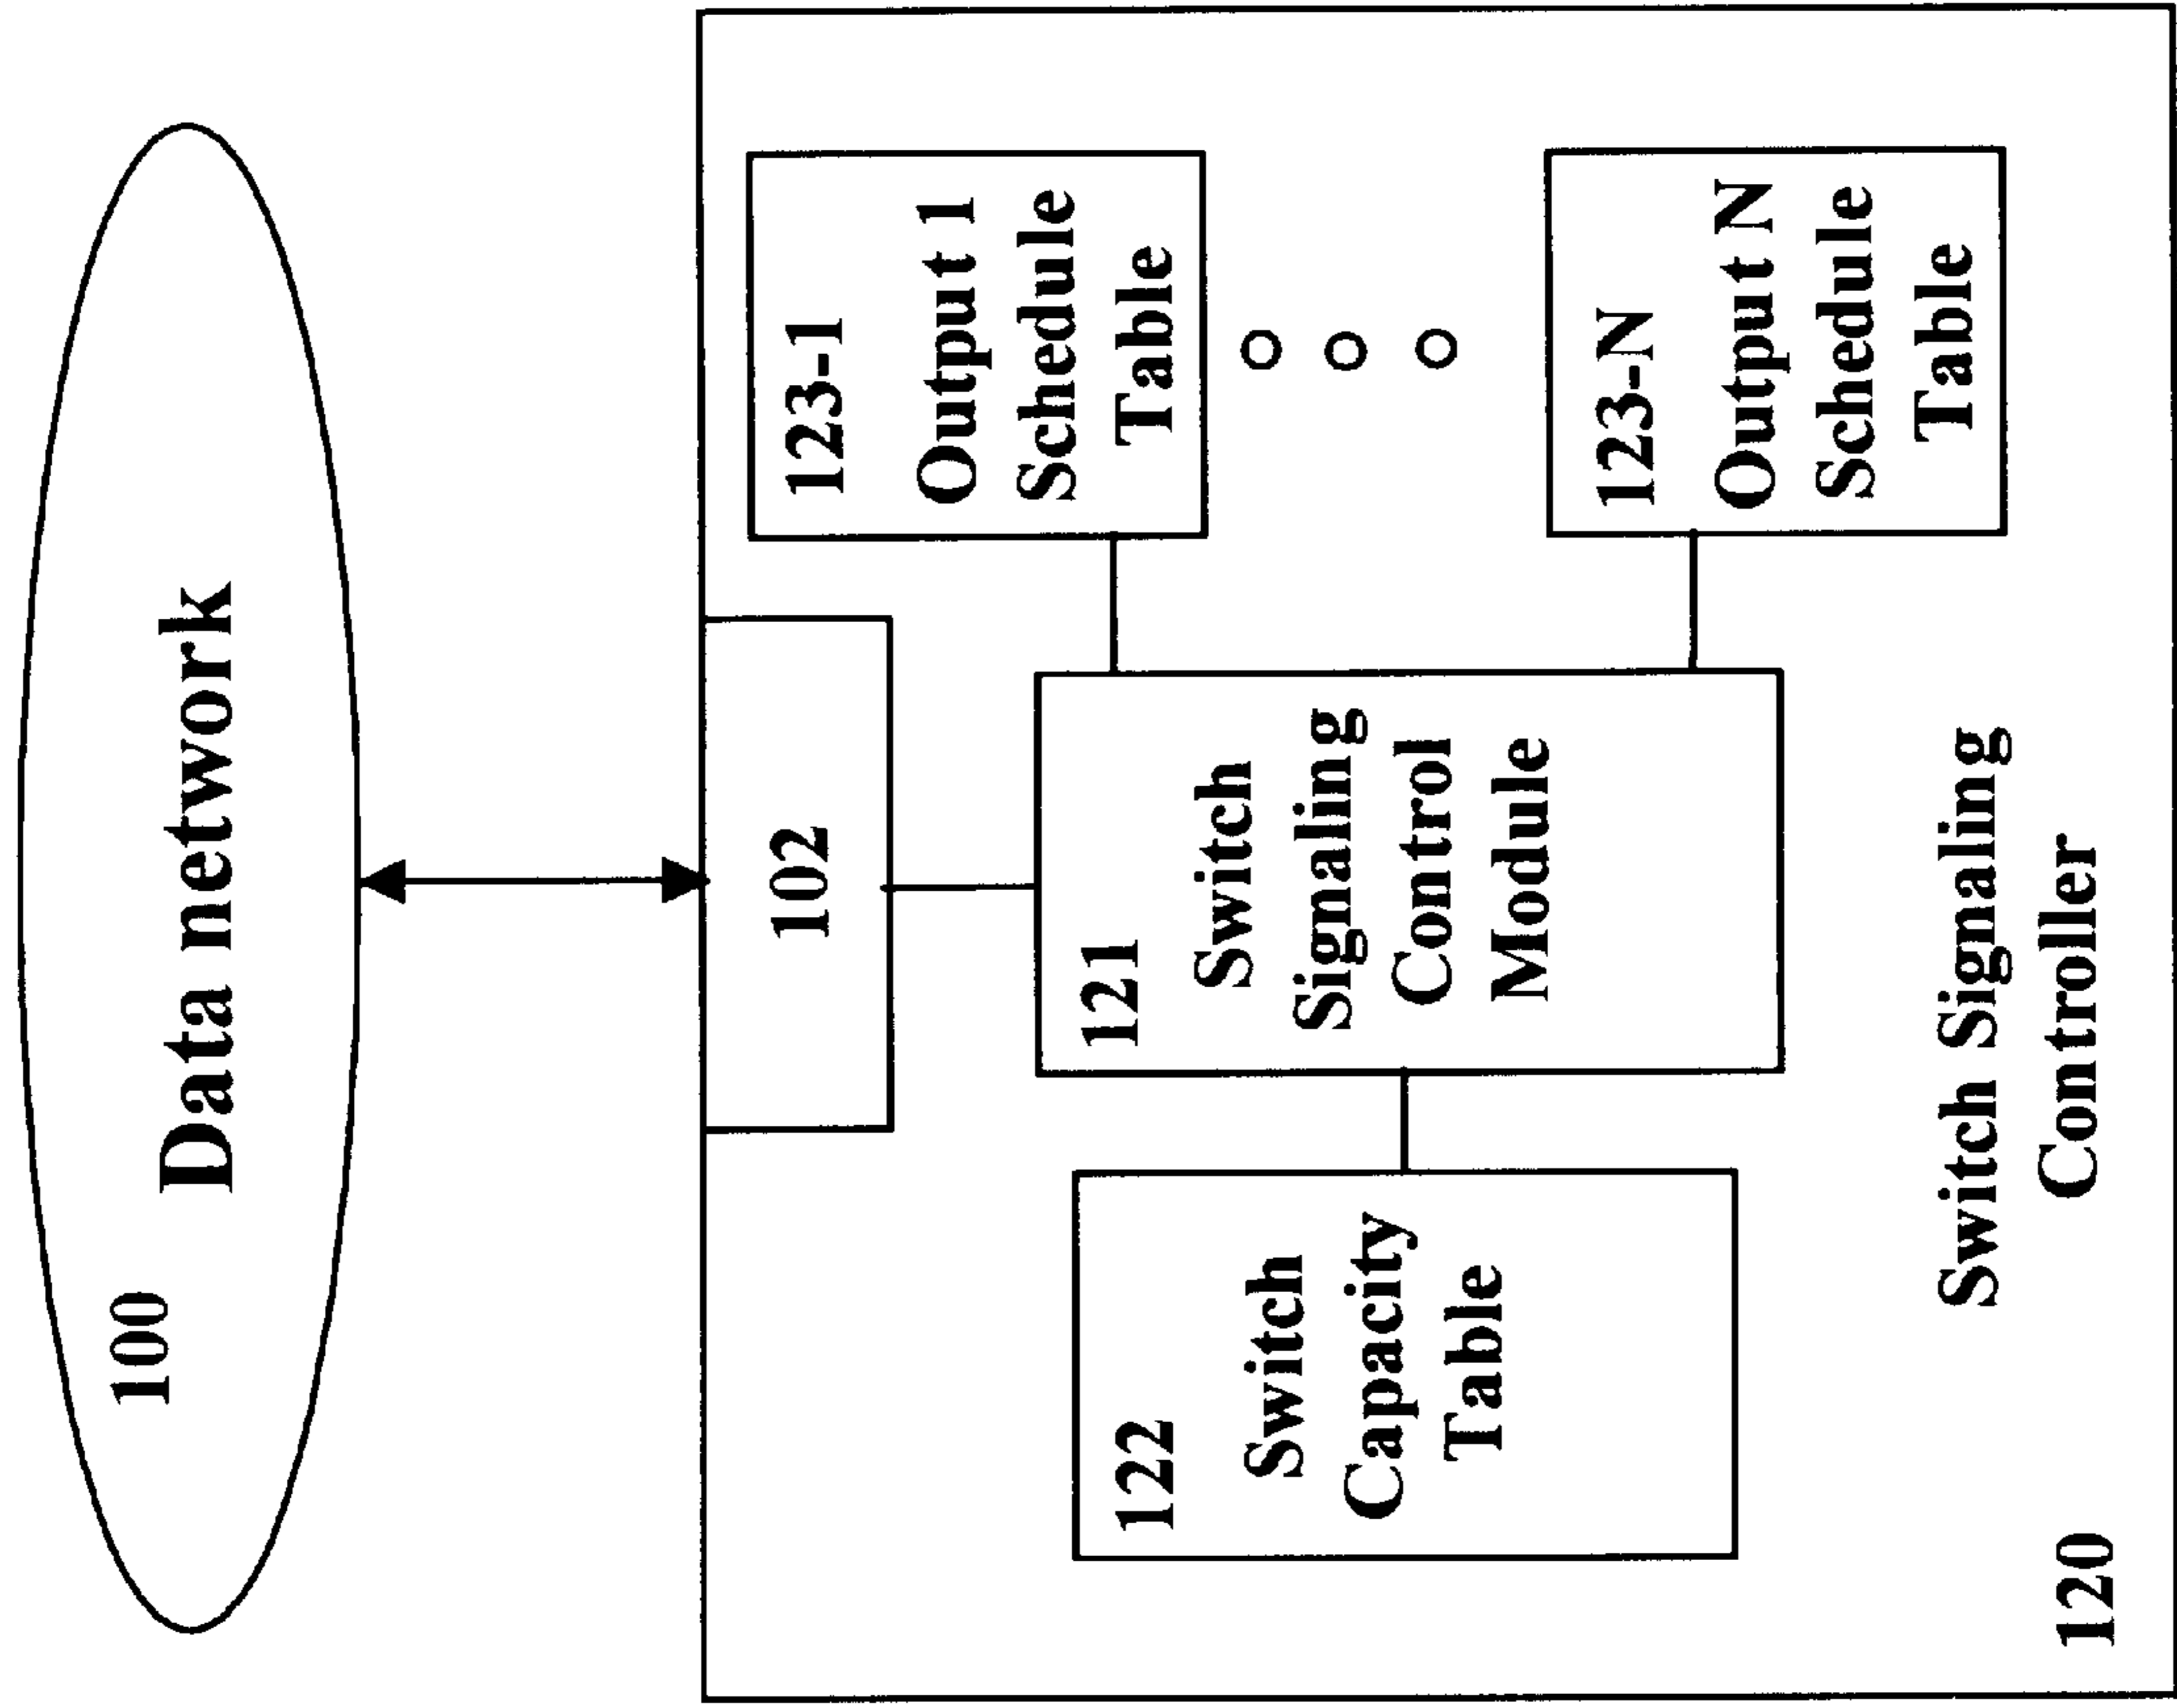 100
Data network
102
122
Switch
Capacity
Table
121
Switch
Signaling
Control
Module
123-1
Output 1
Schedule
Table
123-N
Output N
Schedule
Table
Switch Signaling
Controller
120